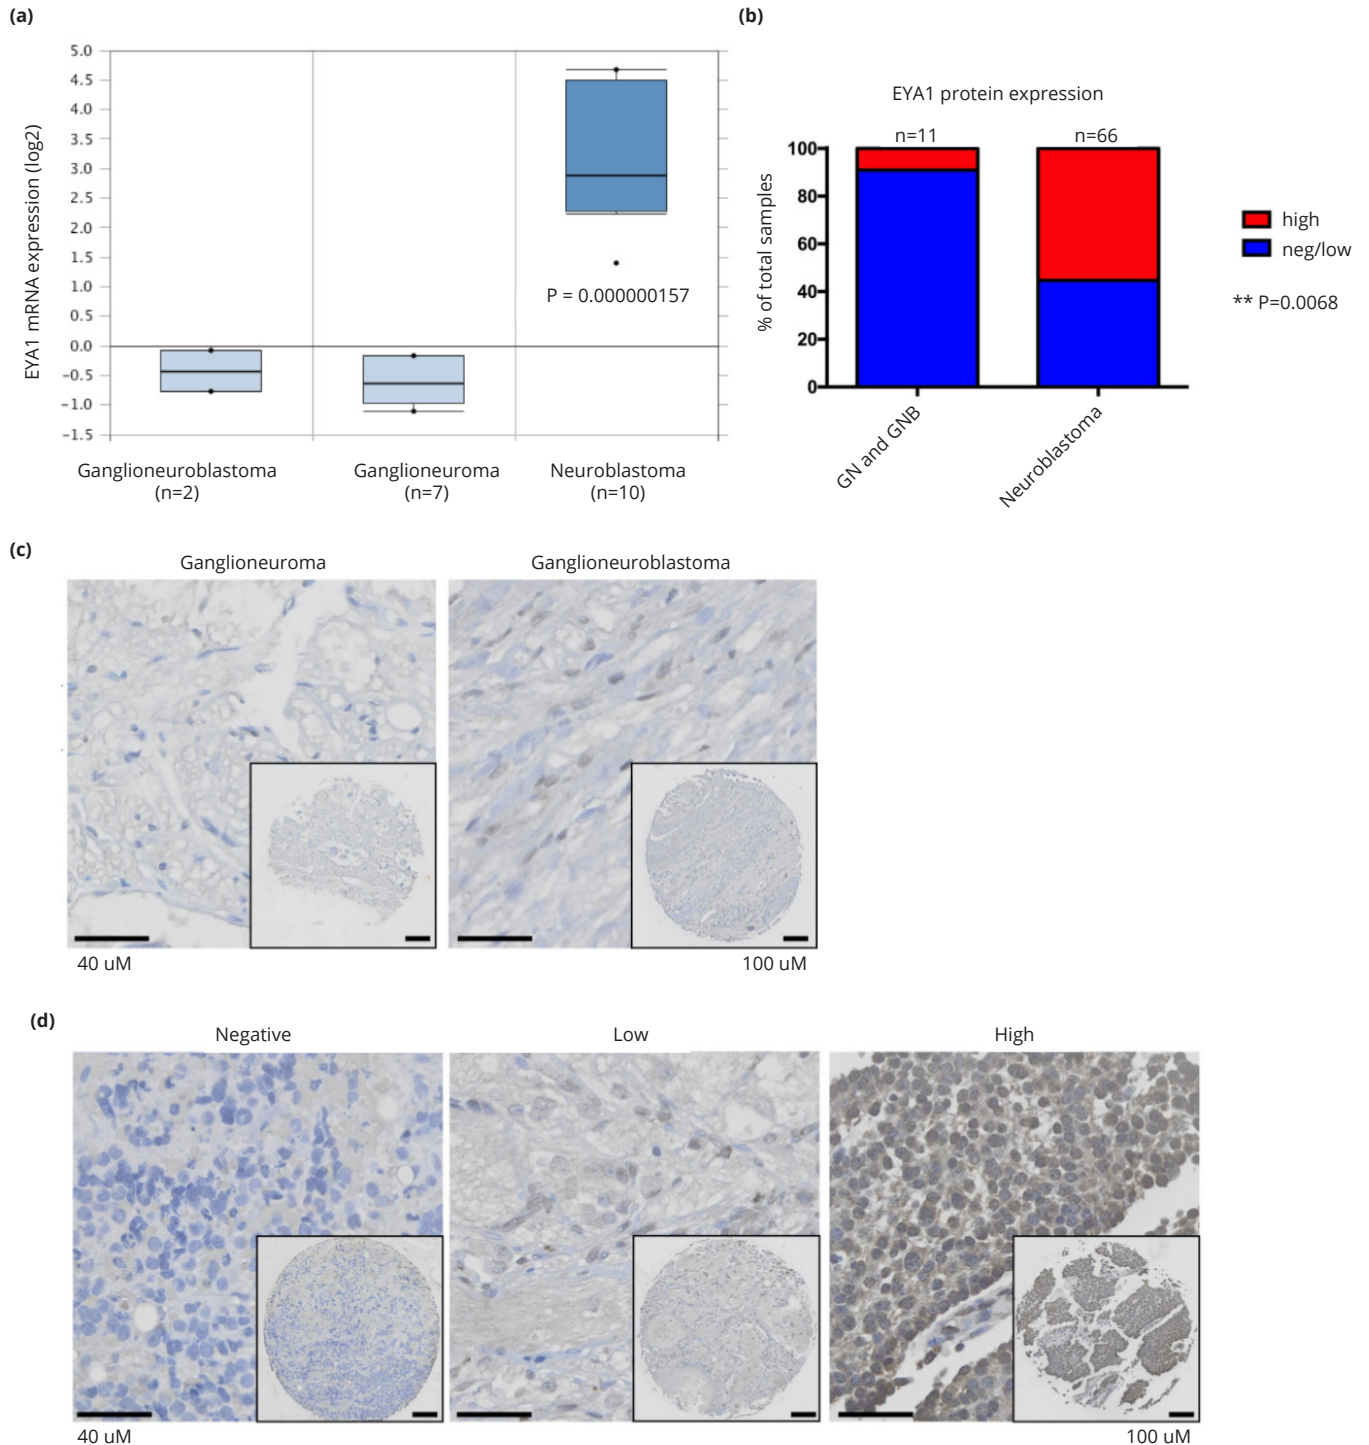 (a)
EYA1 mRNA expression (log2)
5.0
4.5
4.0
3.5
3.0
2.5
2.0
1.5
1.0
0.5
0.0
−0.5
−1.0
−1.5
P = 0.000000157
Ganglioneuroblastoma
(n=2)
Ganglioneuroma
(n=7)
Neuroblastoma
(n=10)
(b)
EYA1 protein expression
n=11
n=66
% of total samples
100
80
60
40
20
0
GN and GNB
Neuroblastoma
high
neg/low
** P=0.0068
(c)
Ganglioneuroma
Ganglioneuroblastoma
40 uM
100 uM
(d)
Negative
Low
High
40 uM
100 uM